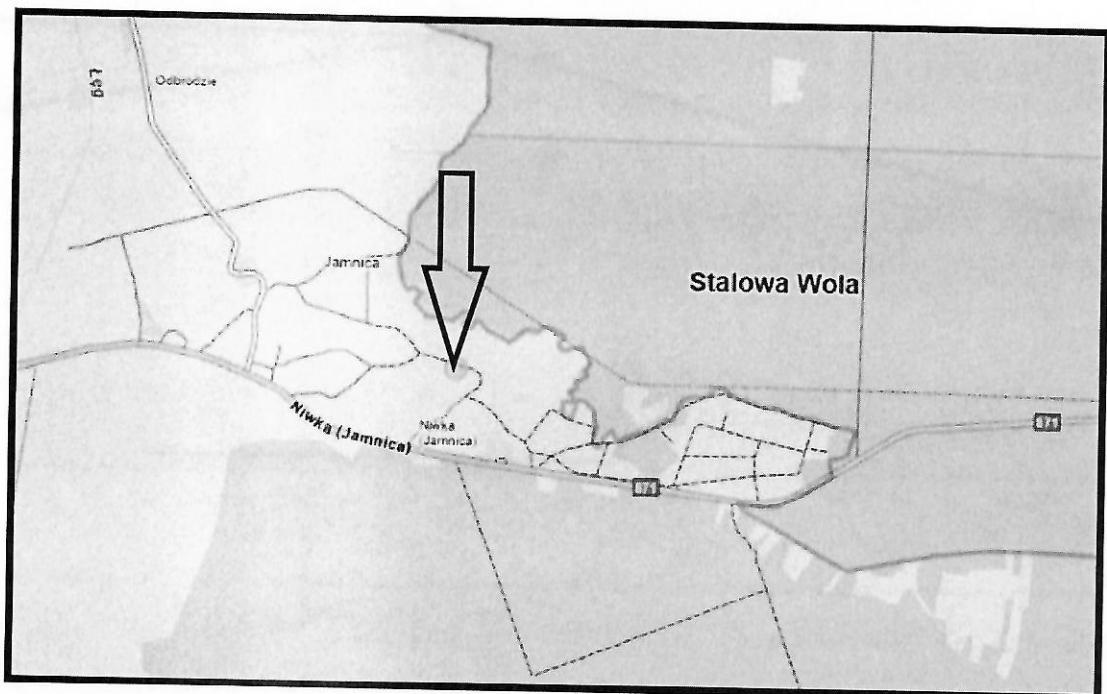 Odbrodzie
Jamnica
Stalowa Wola
Niwka (Jamnica)
Niwka
(Jamnica)
871
871